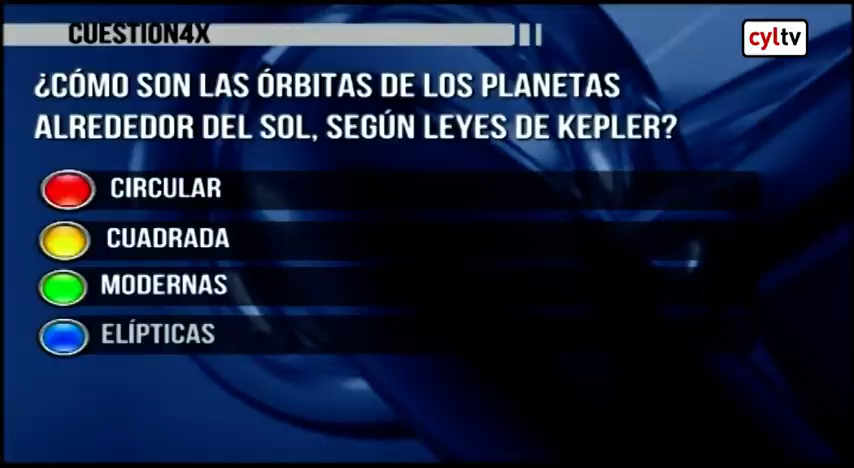 CUESTION4X
cyltv
¿CÓMO SON LAS ÓRBITAS DE LOS PLANETAS
ALREDEDOR DEL SOL, SEGÚN LEYES DE KEPLER?
CIRCULAR
CUADRADA
MODERNAS
ELÍPTICAS